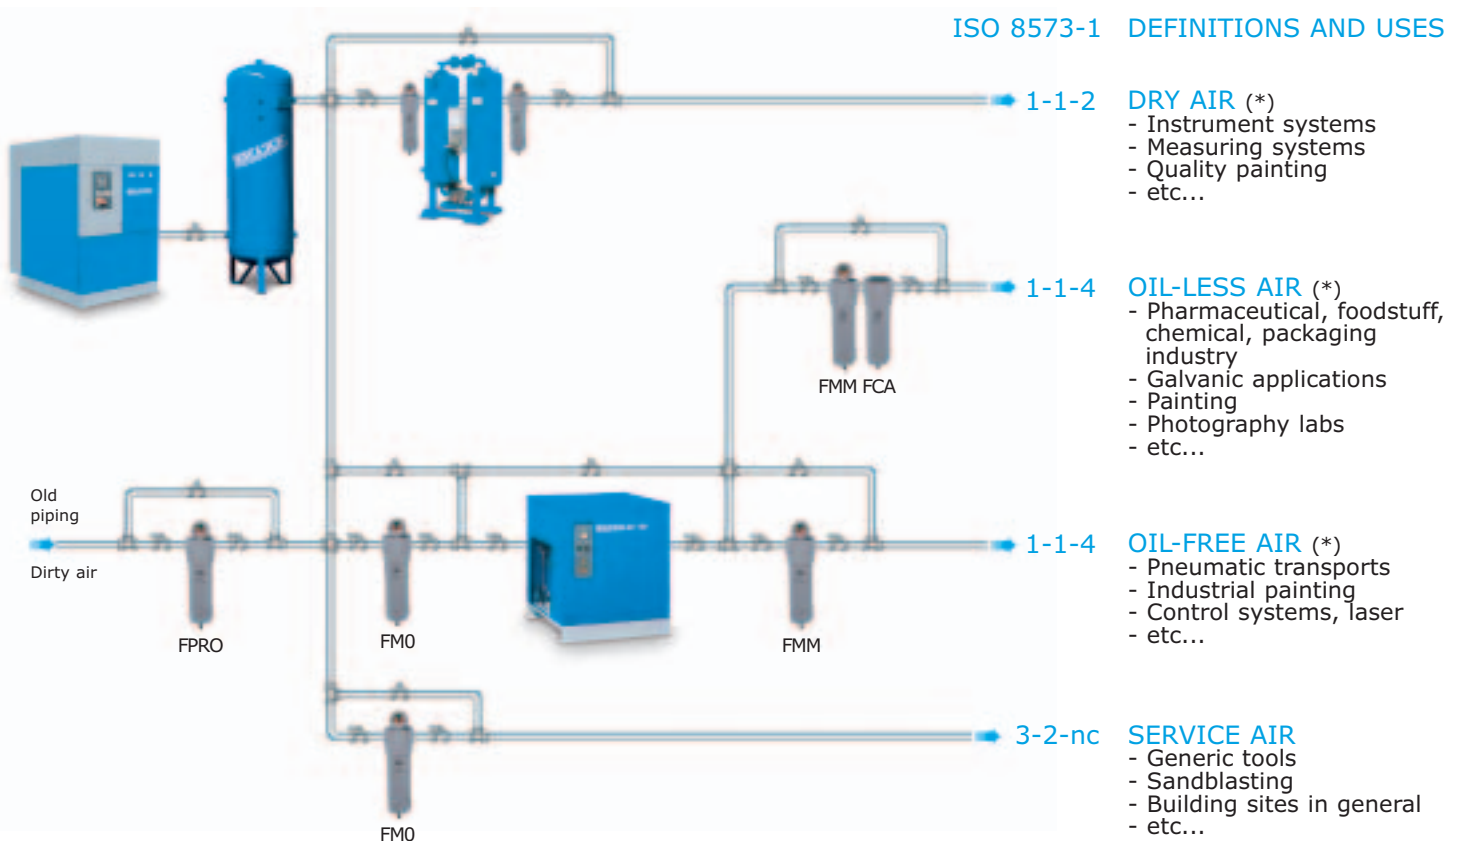 ISO 8573-1 DEFINITIONS AND USES
1-1-2 DRY AIR (*)
- Instrument systems
- Measuring systems
- Quality painting
- etc...
1-1-4 OIL-LESS AIR (*)
- Pharmaceutical, foodstuff,
chemical, packaging
industry
- Galvanic applications
- Painting
- Photography labs
- etc...
FMM FCA
Old
piping
Dirty air
FPRO
FM0
FMM
1-1-4 OIL-FREE AIR (*)
- Pneumatic transports
- Industrial painting
- Control systems, laser
- etc...
3-2-nc SERVICE AIR
- Generic tools
- Sandblasting
- Building sites in general
- etc...
FM0